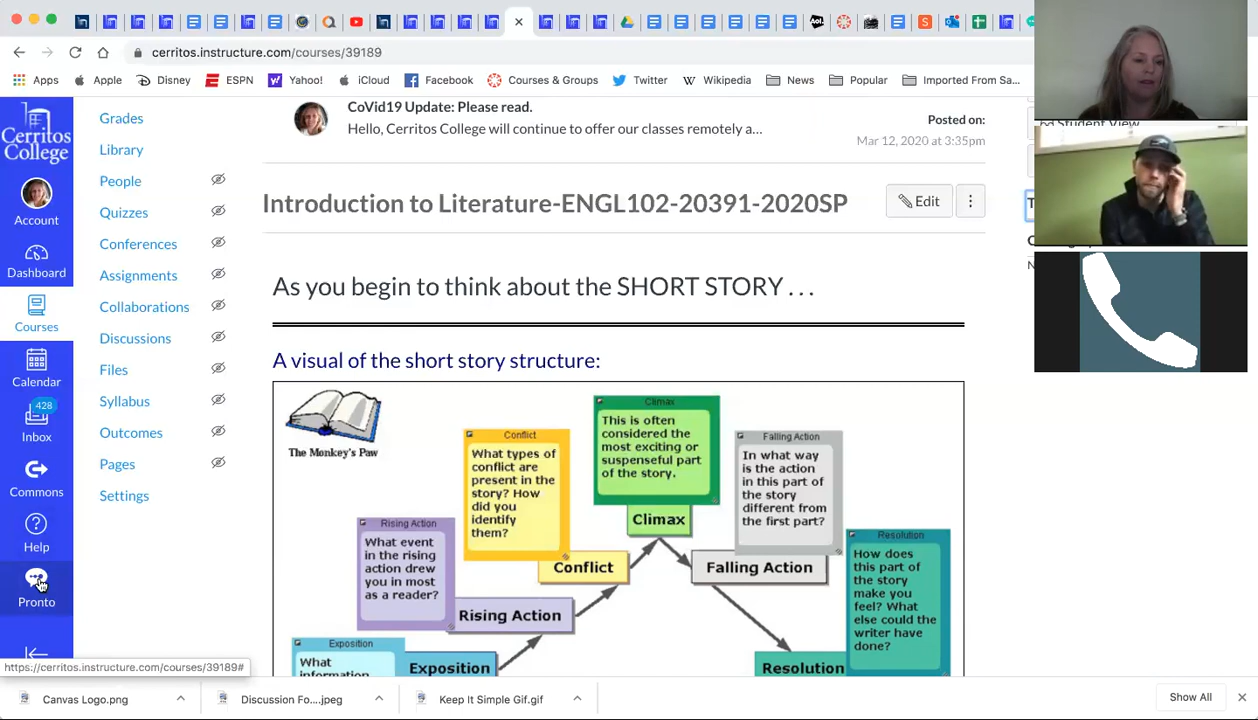 cerritos.instructure.com/courses/39189
Apps
Apple
Disney
ESPN
Yahoo!
iCloud
Facebook
Courses & Groups
Twitter
Wikipedia
News
Popular
Imported From Sa...
Cerritos
College
Account
Dashboard
Courses
Calendar
428
Inbox
Commons
Help
Pronto
Grades
Library
People
Quizzes
Conferences
Assignments
Collaborations
Discussions
Files
Syllabus
Outcomes
Pages
Settings
CoVid19 Update: Please read.
Hello, Cerritos College will continue to offer our classes remotely a...
Posted on:
Mar 12, 2020 at 3:35pm
Student View
Introduction to Literature-ENGL102-20391-2020SP
Edit
As you begin to think about the SHORT STORY . . .
A visual of the short story structure:
The Monkey's Paw
Climax
This is often
considered the
most exciting or
suspenseful part
of the story.
Climax
Conflict
What types of
conflict are
present in the
story? How
did you
identify
them?
Conflict
Falling Action
In what way
is the action
in this part of
the story
different from
the first part?
Falling Action
Rising Action
What event
in the rising
action drew
you in most
as a reader?
Rising Action
Resolution
How does
this part of
the story
make you
feel? What
else could the
writer have
done?
Resolution
Exposition
What
Exposition
https://cerritos.instructure.com/courses/39189#
Canvas Logo.png
Discussion Fo....jpeg
Keep It Simple Gif.gif
Show All